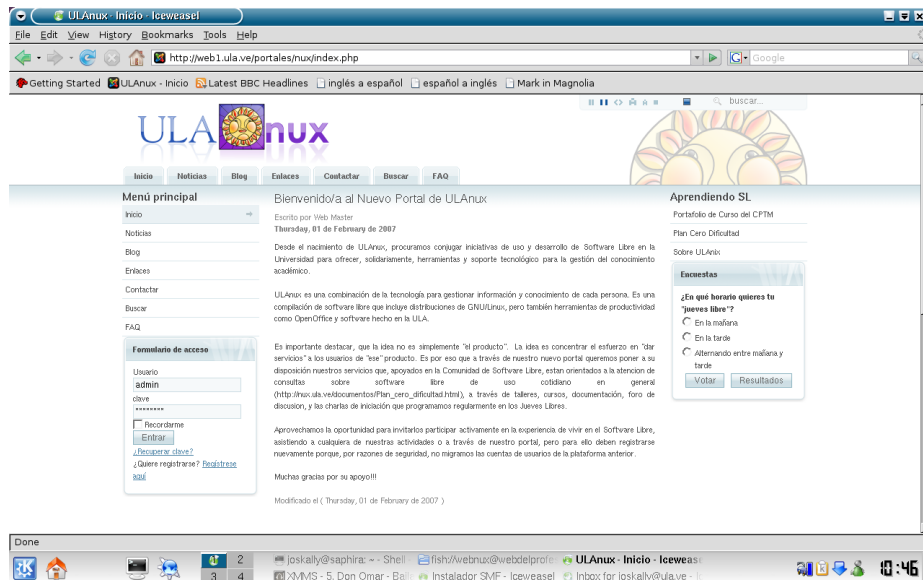 ULAnux - Inicio - Iceweasel
File Edit View History Bookmarks Tools Help
http://web1.ula.ve/portales/nux/index.php
Google
Getting Started ULAnux - Inicio Latest BBC Headlines inglés a español español a inglés Mark in Magnolia
buscar...
ULA nux
Inicio Noticias Blog Enlaces Contactar Buscar FAQ
Menú principal
Inicio
Noticias
Blog
Enlaces
Contactar
Buscar
FAQ
Formulario de acceso
Usuario
admin
clave
********
Recordarme
Entrar
¿Recuperar clave?
¿Quiere registrarse? Regístrese
aquí
Bienvenido/a al Nuevo Portal de ULAnux
Escrito por Web Master
Thursday, 01 de February de 2007
Desde el nacimiento de ULAnux, procuramos conjugar iniciativas de uso y desarrollo de Software Libre en la
Universidad para ofrecer, solidariamente, herramientas y soporte tecnológico para la gestión del conocimiento
académico.
ULAnux es una combinación de la tecnología para gestionar información y conocimiento de cada persona. Es una
compilación de software libre que incluye distribuciones de GNU/Linux, pero también herramientas de productividad
como OpenOffice y software hecho en la ULA.
Es importante destacar, que la idea no es simplemente "el producto". La idea es concentrar el esfuerzo en "dar
servicios" a los usuarios de "ese" producto. Es por eso que a través de nuestro nuevo portal queremos poner a su
disposición nuestros servicios que, apoyados en la Comunidad de Software Libre, estan orientados a la atencion de
consultas sobre software libre de uso cotidiano en general
(http://nux.ula.ve/documentos/Plan_cero_dificultad.html), a través de talleres, cursos, documentación, foro de
discusion, y las charlas de iniciación que programamos regularmente en los Jueves Libres.
Aprovechamos la oportunidad para invitarlos participar activamente en la experiencia de vivir en el Software Libre,
asistiendo a cualquiera de nuestras actividades o a través de nuestro portal, pero para ello deben registrarse
nuevamente porque, por razones de seguridad, no migramos las cuentas de usuarios de la plataforma anterior.
Muchas gracias por su apoyo!!!
Modificado el ( Thursday, 01 de February de 2007 )
Aprendiendo SL
Portafolio de Curso del CPTM
Plan Cero Dificultad
Sobre ULAnix
Encuestas
¿En qué horario quieres tu
"jueves libre"?
En la mañana
En la tarde
Alternando entre mañana y
tarde
Votar Resultados
Done
2
3 4
joskally@saphira: ~ - Shell fish://webnux@webdelprofe ULAnux - Inicio - Iceweas
XMMS - 5. Don Omar - Instalador SMF - Iceweasel Inbox for joskally@ula.ve -
10:46